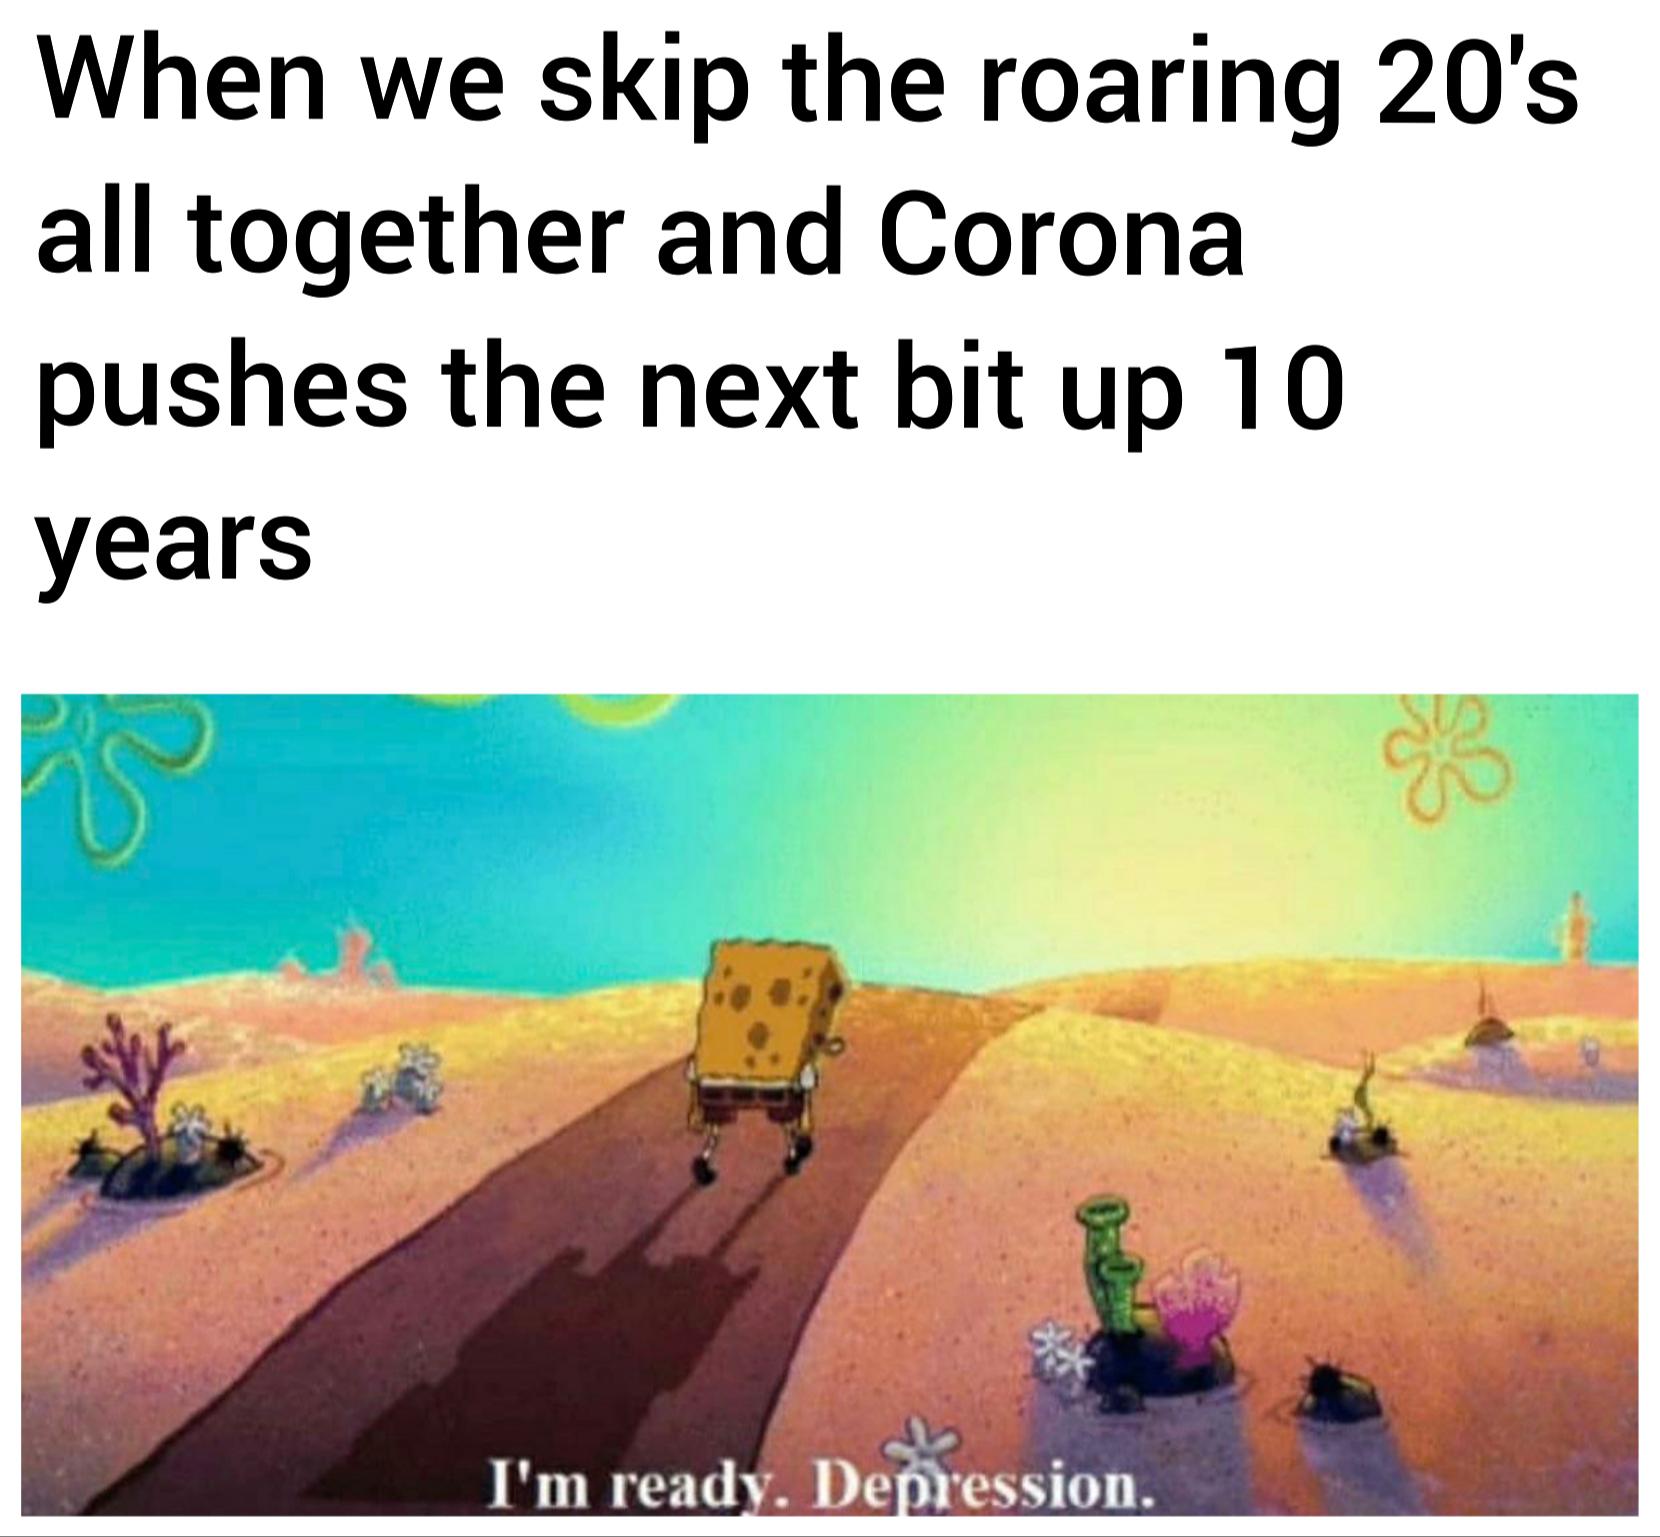 When we skip the roaring 20's
all together and Corona
pushes the next bit up 10
years
I'm ready. Depression.